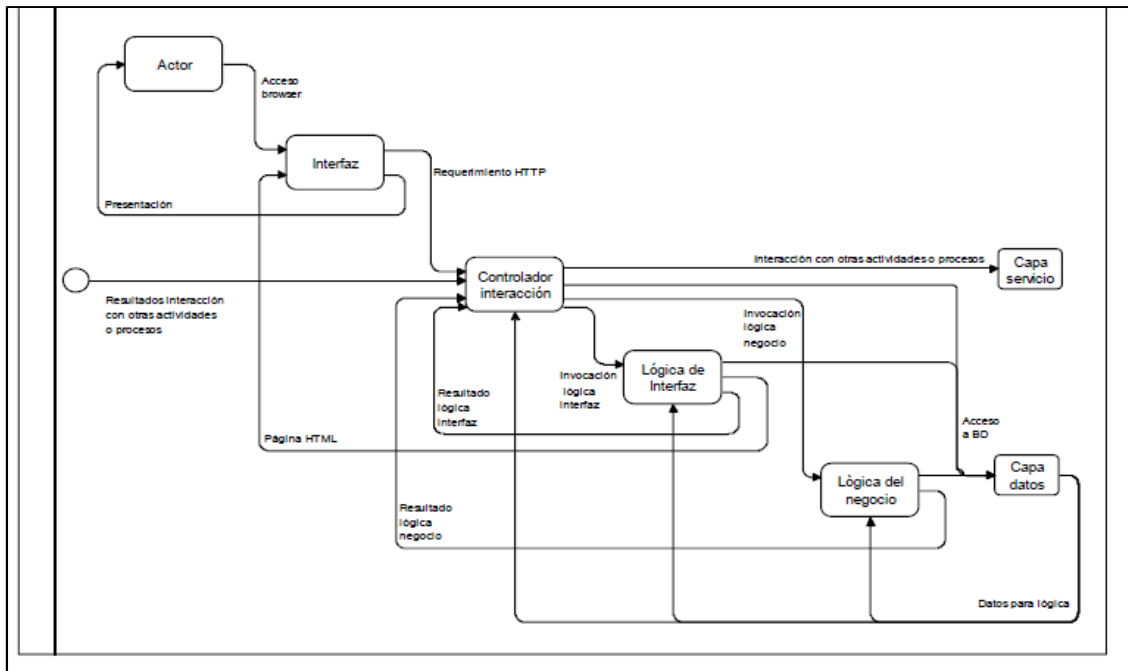 Actor
Acceso
browser
Interfaz
Requerimiento HTTP
Presentación
Interacción con otras actividades o procesos
Capa
servicio
Controlador
interacción
Resultados interacción
con otras actividades
o procesos
Invocación
lógica
negocio
Lógica de
Interfaz
Invocación
lógica
interfaz
Resultado
lógica
interfaz
Página HTML
Acceso
a BD
Lògica del
negocio
Capa
datos
Resultado
lógica
negocio
Datos para lógica